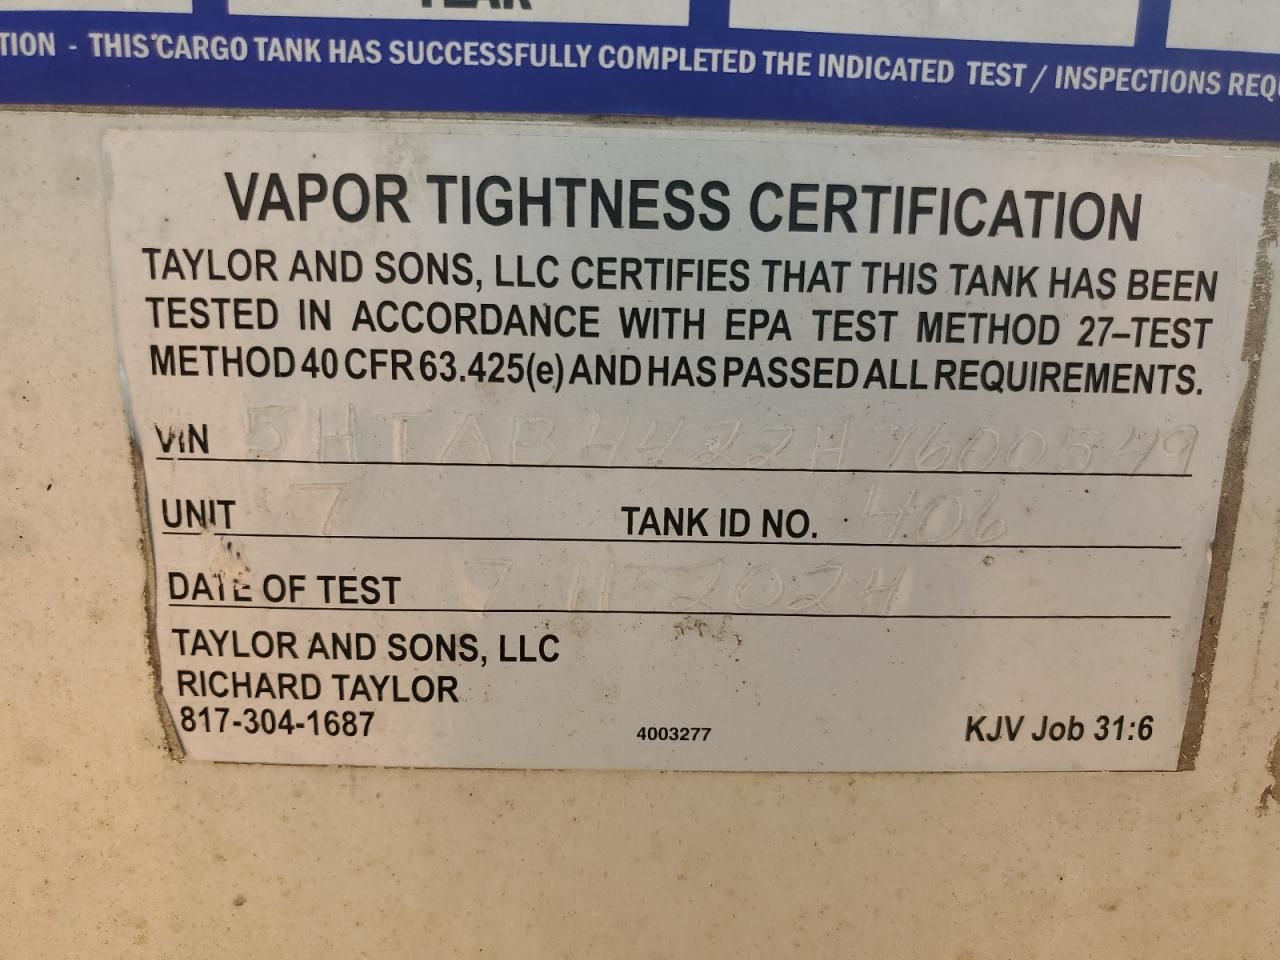 YEAR
TION - THIS CARGO TANK HAS SUCCESSFULLY COMPLETED THE INDICATED TEST / INSPECTIONS REQU
VAPOR TIGHTNESS CERTIFICATION
TAYLOR AND SONS, LLC CERTIFIES THAT THIS TANK HAS BEEN
TESTED IN ACCORDANCE WITH EPA TEST METHOD 27–TEST
METHOD 40 CFR 63.425(e) AND HAS PASSED ALL REQUIREMENTS.
VIN 5HTAB4422H7600549
UNIT 7 TANK ID NO. 406
DATE OF TEST 7-11-2024
TAYLOR AND SONS, LLC
RICHARD TAYLOR
817-304-1687
4003277
KJV Job 31:6